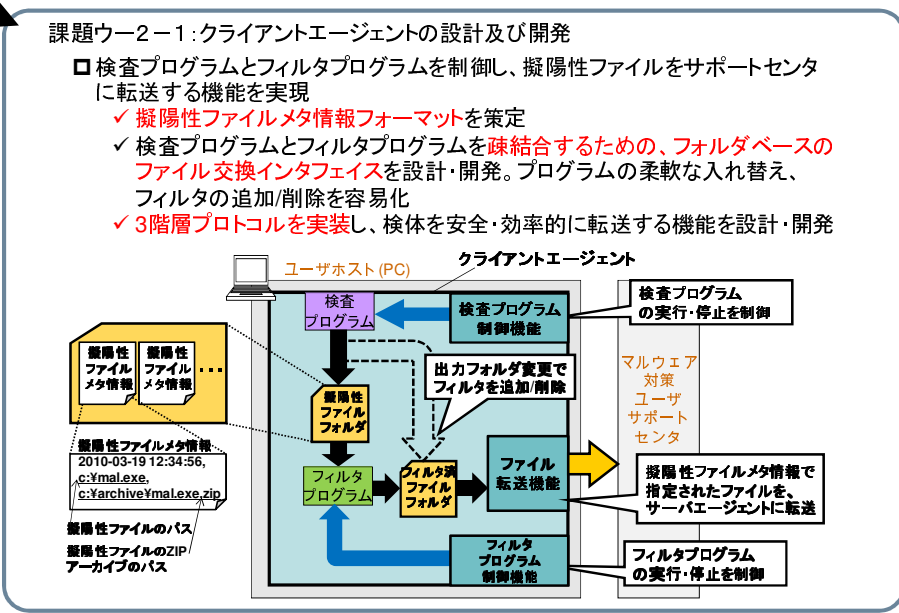 課題ウー2－1：クライアントエージェントの設計及び開発
検査プログラムとフィルタプログラムを制御し、擬陽性ファイルをサポートセンタ
に転送する機能を実現
✓ 擬陽性ファイルメタ情報フォーマットを策定
✓ 検査プログラムとフィルタプログラムを疎結合するための、フォルダベースの
ファイル交換インタフェイスを設計・開発。プログラムの柔軟な入れ替え、
フィルタの追加/削除を容易化
✓ 3階層プロトコルを実装し、検体を安全・効率的に転送する機能を設計・開発
ユーザホスト(PC)
クライアントエージェント
検査
プログラム
検査プログラム
制御機能
検査プログラム
の実行・停止を制御
擬陽性
ファイル
メタ情報
擬陽性
ファイル
メタ情報
・・・
出力フォルダ変更で
フィルタを追加/削除
マルウェア
対策
ユーザ
サポート
センタ
擬陽性
ファイル
フォルダ
擬陽性ファイルメタ情報
2010-03-19 12:34:56,
c:¥mal.exe,
c:¥archive¥mal.exe,zip
フィルタ
プログラム
フィルタ済
ファイル
フォルダ
ファイル
転送機能
擬陽性ファイルメタ情報で
指定されたファイルを、
サーバエージェントに転送
擬陽性ファイルのパス
擬陽性ファイルのZIP
アーカイブのパス
フィルタ
プログラム
制御機能
フィルタプログラム
の実行・停止を制御